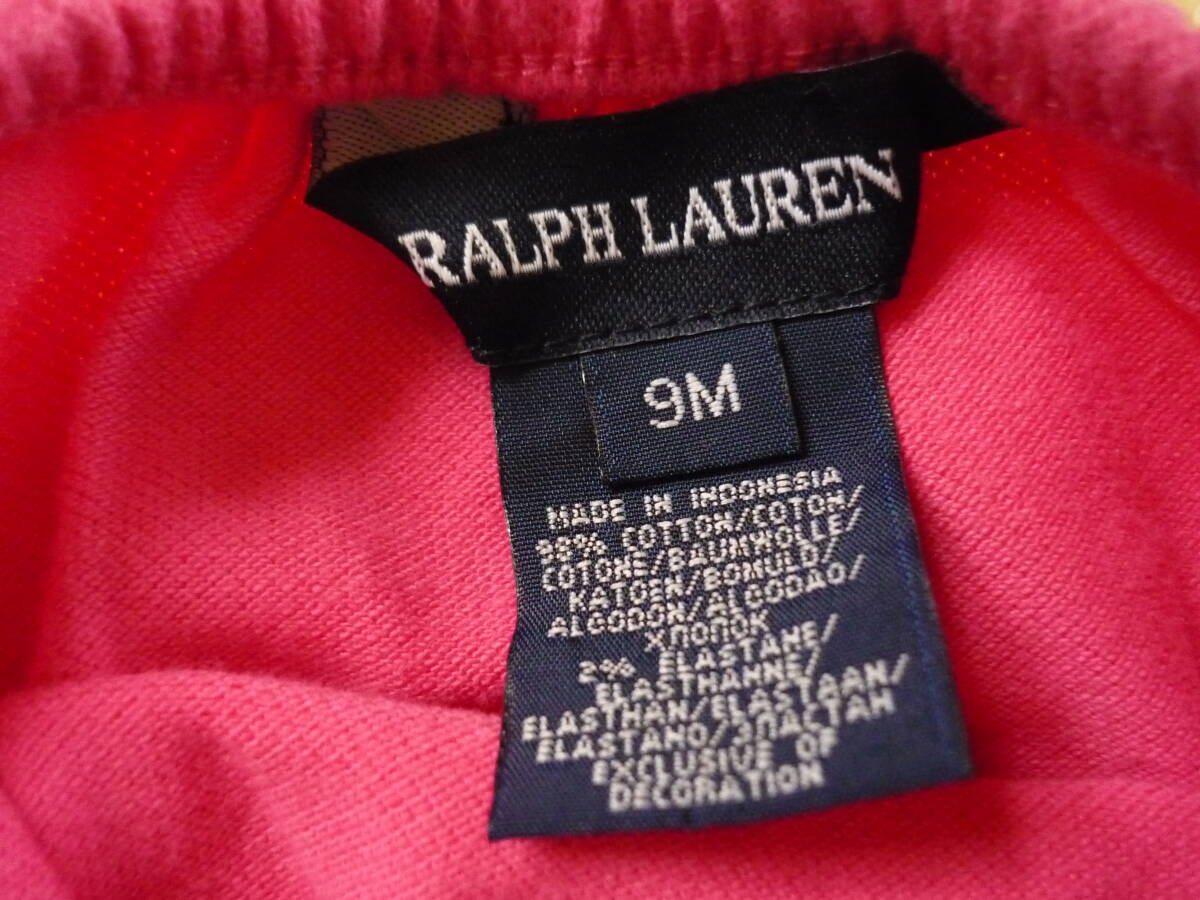 RALPH LAUREN
9M
MADE IN INDONESIA
98% COTTON/COTON/
COTONE/BAUMWOLLE/
KATOEN/BOMULD/
ALGODON/ALGODAO/
ХЛОПОК
2% ELASTANE/
ELASTHANNE/
ELASTHAN/ELASTAAN/
ELASTANO/ЭЛАСТАН
EXCLUSIVE OF
DECORATION